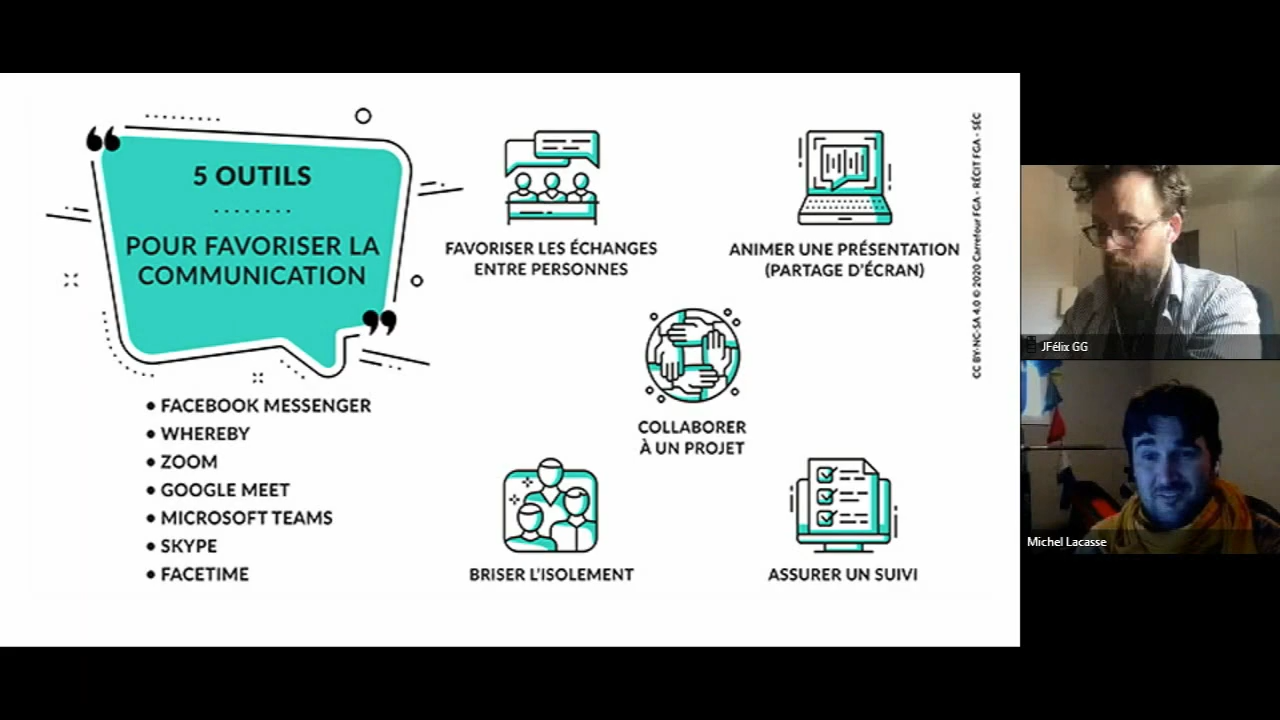 5 OUTILS
POUR FAVORISER LA
COMMUNICATION
• FACEBOOK MESSENGER
• WHEREBY
• ZOOM
• GOOGLE MEET
• MICROSOFT TEAMS
• SKYPE
• FACETIME
FAVORISER LES ÉCHANGES
ENTRE PERSONNES
ANIMER UNE PRÉSENTATION
(PARTAGE D'ÉCRAN)
COLLABORER
À UN PROJET
BRISER L'ISOLEMENT
ASSURER UN SUIVI
CC BY-NC-SA 4.0 © 2020 Carrefour FGA - RÉCIT FGA - SÉC
JFélix GG
Michel Lacasse